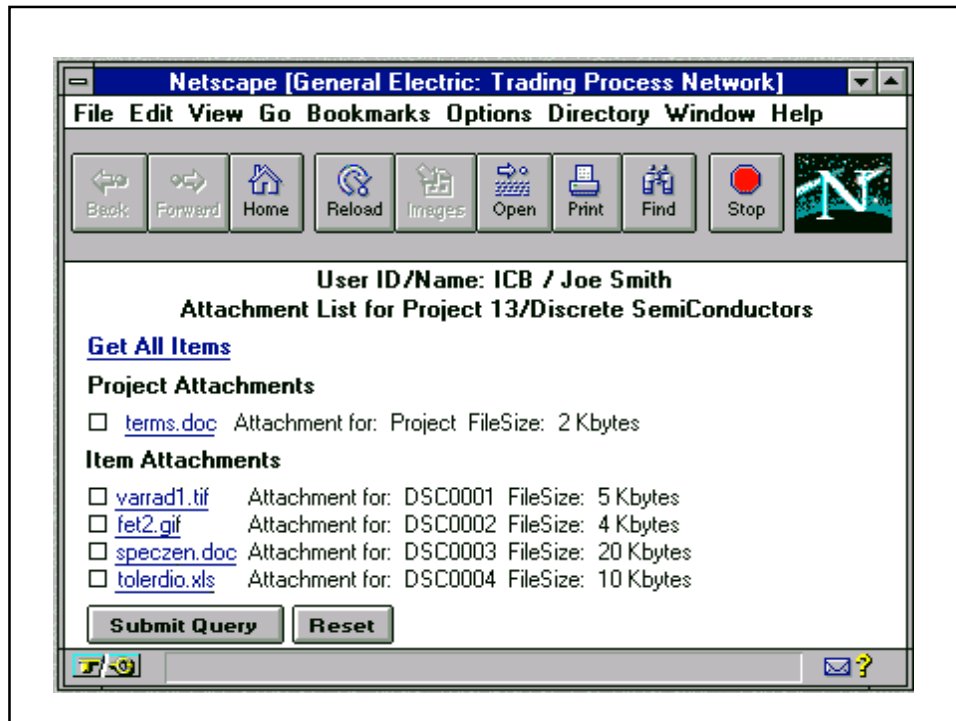 Netscape [General Electric: Trading Process Network]
File Edit View Go Bookmarks Options Directory Window Help
Back Forward Home Reload Images Open Print Find Stop N
User ID/Name: ICB / Joe Smith
Attachment List for Project 13/Discrete SemiConductors
Get All Items
Project Attachments
terms.doc Attachment for: Project FileSize: 2 Kbytes
Item Attachments
varrad1.tif Attachment for: DSC0001 FileSize: 5 Kbytes
fet2.gif Attachment for: DSC0002 FileSize: 4 Kbytes
speczen.doc Attachment for: DSC0003 FileSize: 20 Kbytes
tolerdio.xls Attachment for: DSC0004 FileSize: 10 Kbytes
Submit Query Reset
?